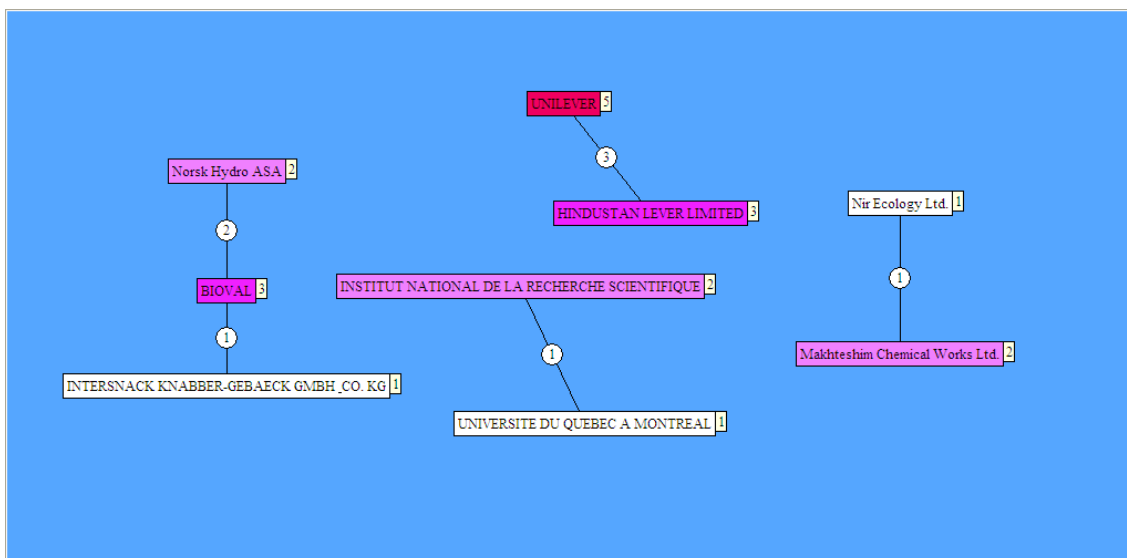 UNILEVER 5
3
Norsk Hydro ASA 2
HINDUSTAN LEVER LIMITED 3
Nir Ecology Ltd. 1
2
BIOVAL 3
INSTITUT NATIONAL DE LA RECHERCHE SCIENTIFIQUE 2
1
1
1
Makhteshim Chemical Works Ltd. 2
INTERSNACK KNABBER-GEBAECK GMBH_CO. KG 1
UNIVERSITE DU QUEBEC A MONTREAL 1